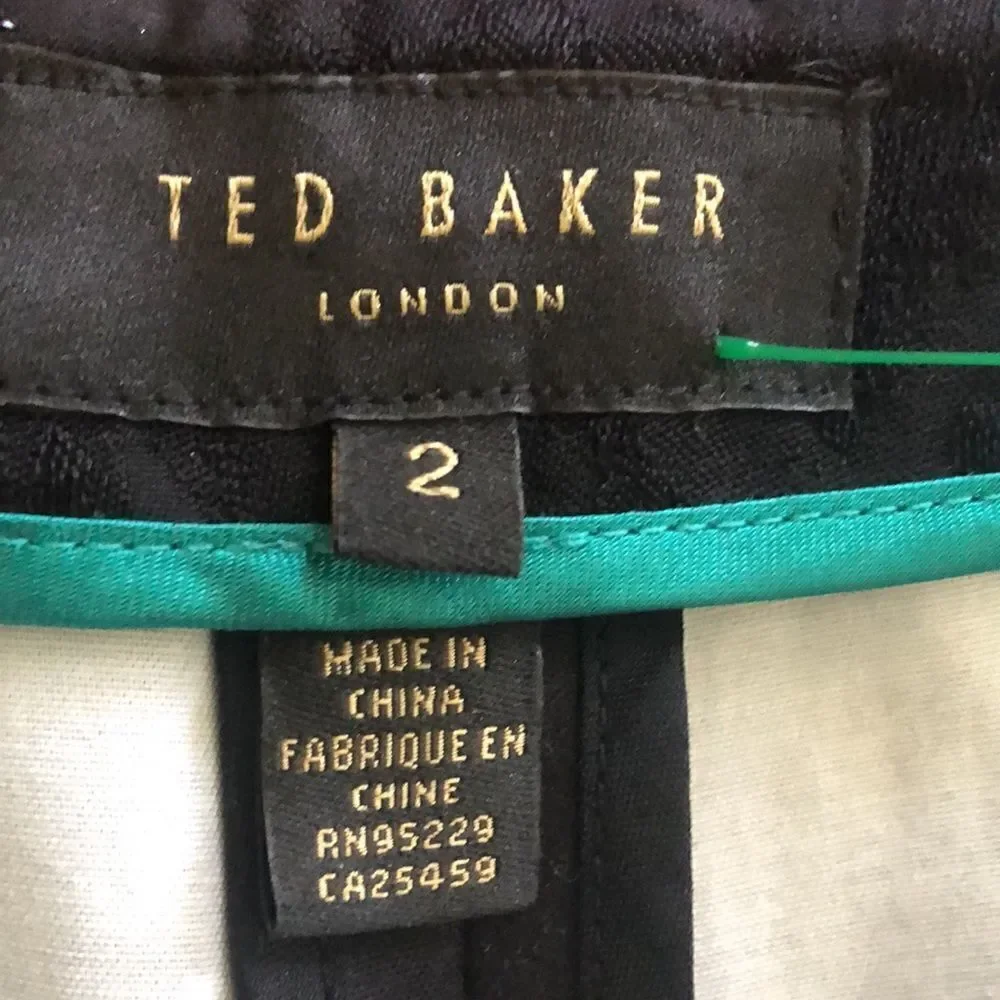 TED BAKER
LONDON
2
MADE IN
CHINA
FABRIQUE EN
CHINE
RN95229
CA25459